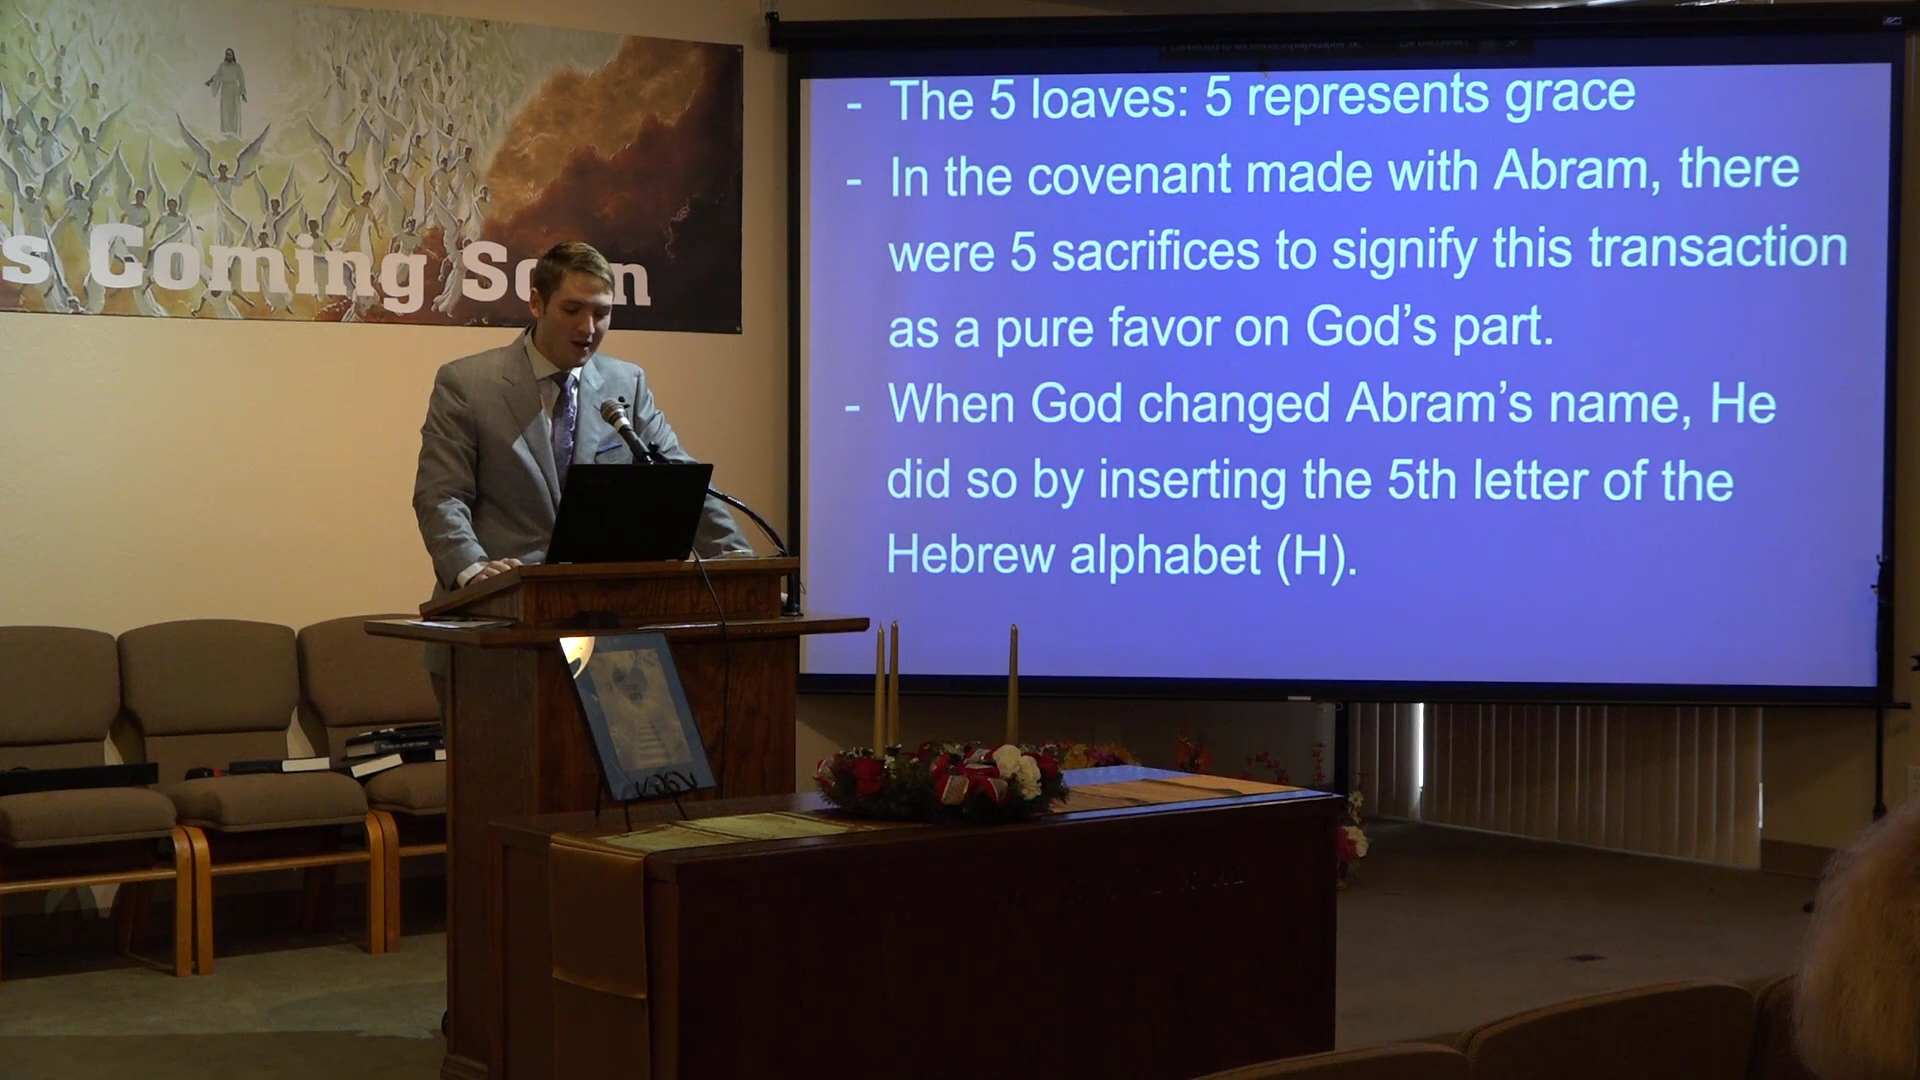 s Coming S n
- The 5 loaves: 5 represents grace
- In the covenant made with Abram, there
were 5 sacrifices to signify this transaction
as a pure favor on God's part.
- When God changed Abram's name, He
did so by inserting the 5th letter of the
Hebrew alphabet (H).